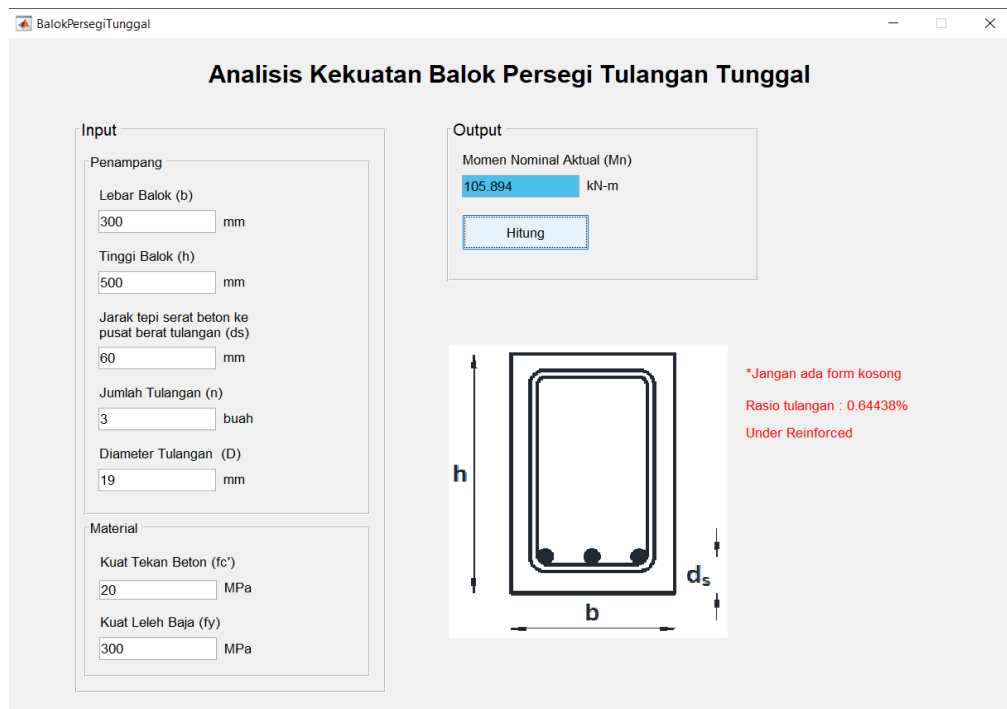 BalokPersegiTunggal
Analisis Kekuatan Balok Persegi Tulangan Tunggal
Input
Penampang
Lebar Balok (b)
300 mm
Tinggi Balok (h)
500 mm
Jarak tepi serat beton ke
pusat berat tulangan (ds)
60 mm
Jumlah Tulangan (n)
3 buah
Diameter Tulangan (D)
19 mm
Material
Kuat Tekan Beton (fc')
20 MPa
Kuat Leleh Baja (fy)
300 MPa
Output
Momen Nominal Aktual (Mn)
105.894 kN-m
Hitung
h
b
ds
*Jangan ada form kosong
Rasio tulangan : 0.64438%
Under Reinforced